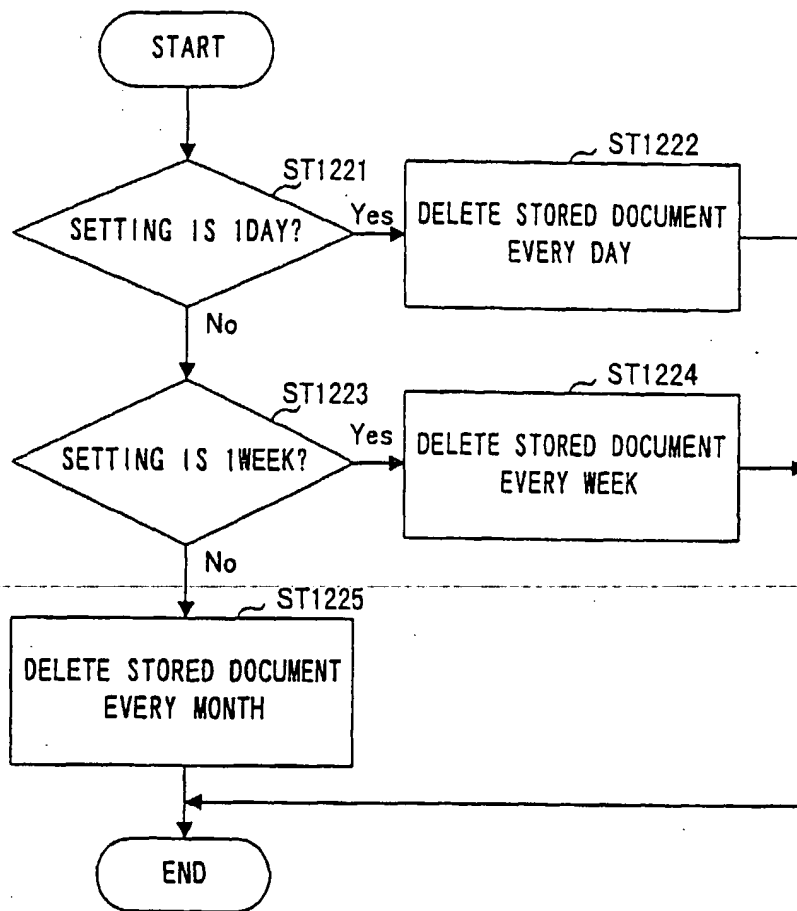 START
ST1221
SETTING IS 1DAY?
Yes
ST1222
DELETE STORED DOCUMENT
EVERY DAY
No
ST1223
SETTING IS 1WEEK?
Yes
ST1224
DELETE STORED DOCUMENT
EVERY WEEK
No
ST1225
DELETE STORED DOCUMENT
EVERY MONTH
END